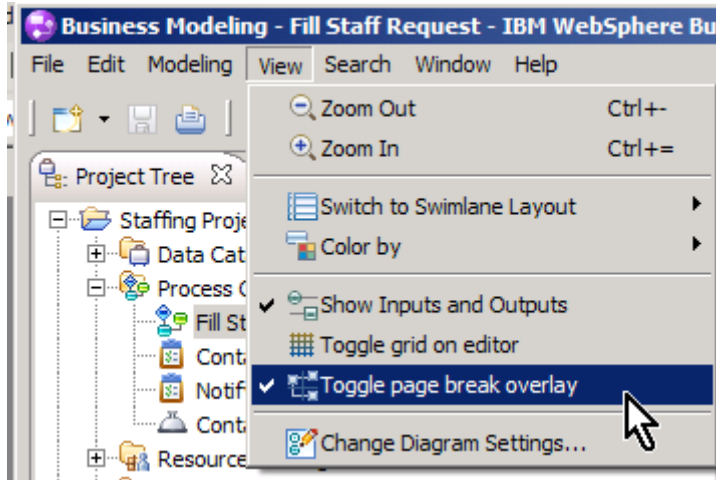 Business Modeling - Fill Staff Request - IBM WebSphere Bu
File Edit Modeling View Search Window Help
Zoom Out Ctrl+-
Zoom In Ctrl+=
Project Tree
Switch to Swimlane Layout
Staffing Proje
Color by
Data Cat
Process C
Show Inputs and Outputs
Fill St
Toggle grid on editor
Conta
Notif
Toggle page break overlay
Conta
Change Diagram Settings...
Resource